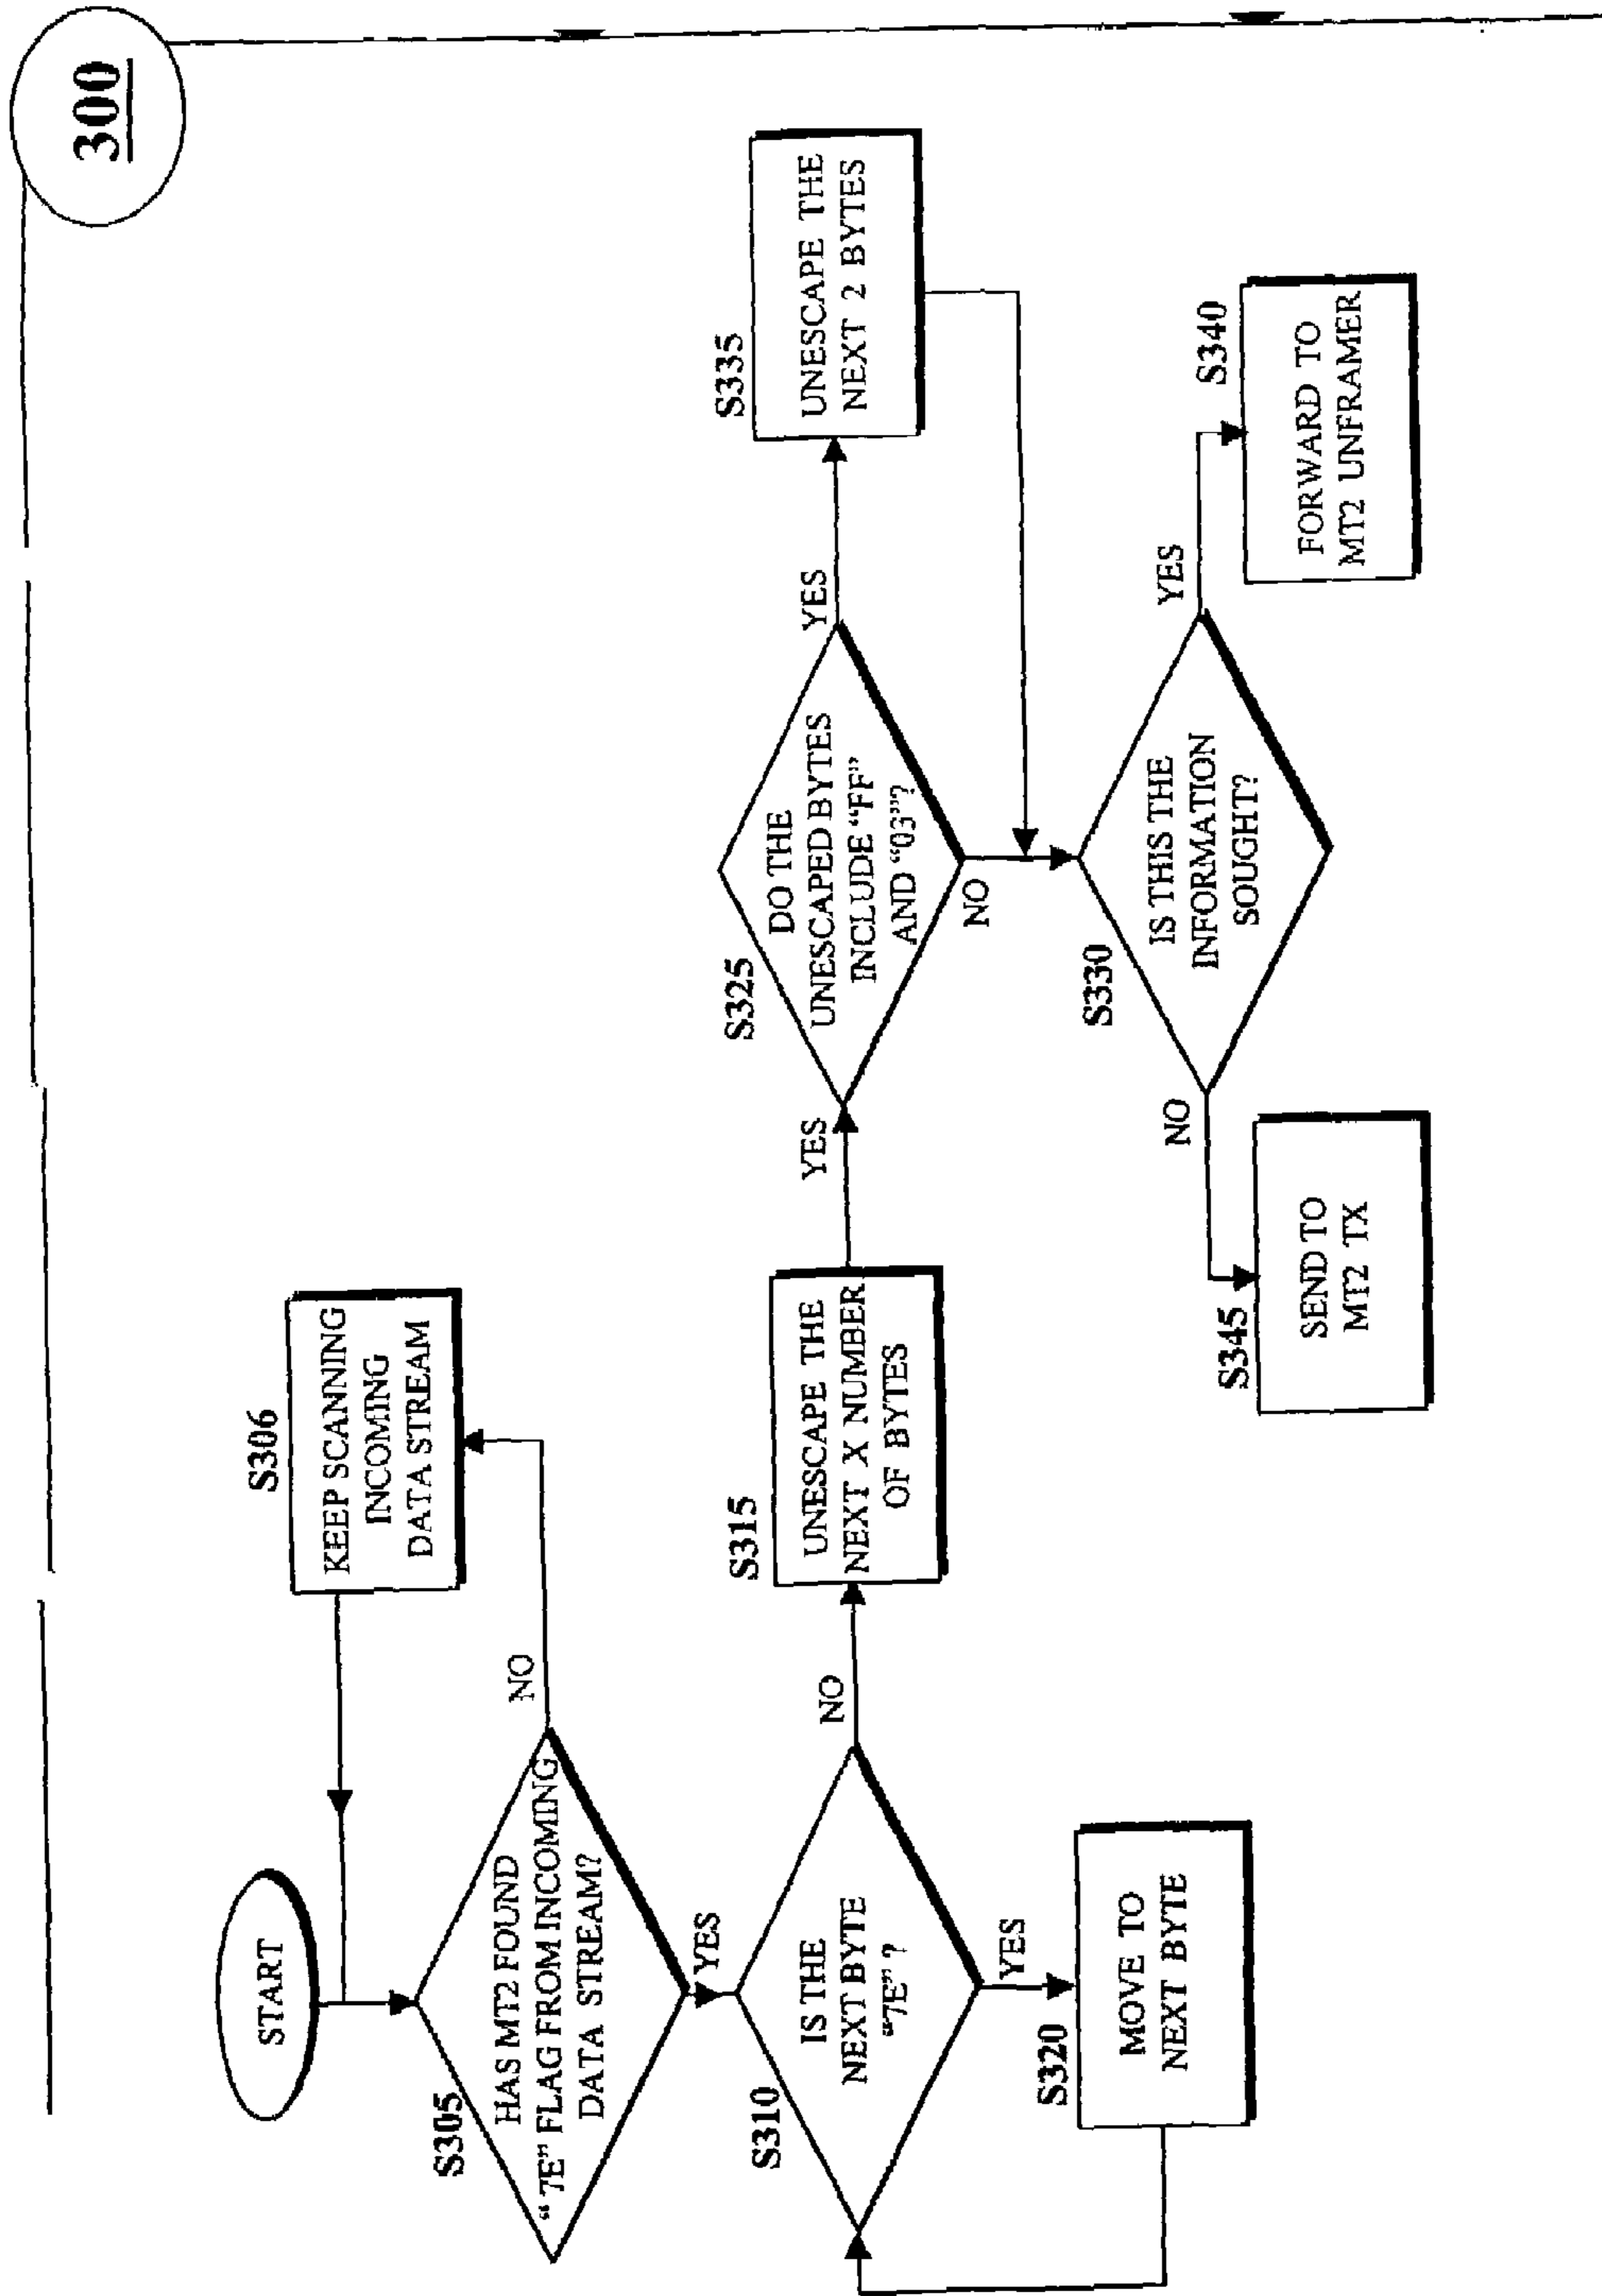 300
START
S305
HAS MT2 FOUND
“7E” FLAG FROM INCOMING
DATA STREAM?
NO
YES
S306
KEEP SCANNING
INCOMING
DATA STREAM
S310
IS THE
NEXT BYTE
“7E” ?
NO
YES
S320
MOVE TO
NEXT BYTE
S315
UNESCAPE THE
NEXT X NUMBER
OF BYTES
YES
S325
DO THE
UNESCAPED BYTES
INCLUDE “FF”
AND “03”?
YES
NO
S335
UNESCAPE THE
NEXT 2 BYTES
S330
IS THIS THE
INFORMATION
SOUGHT?
NO
YES
S345
SEND TO
MT2 TX
S340
FORWARD TO
MT2 UNFRAMER